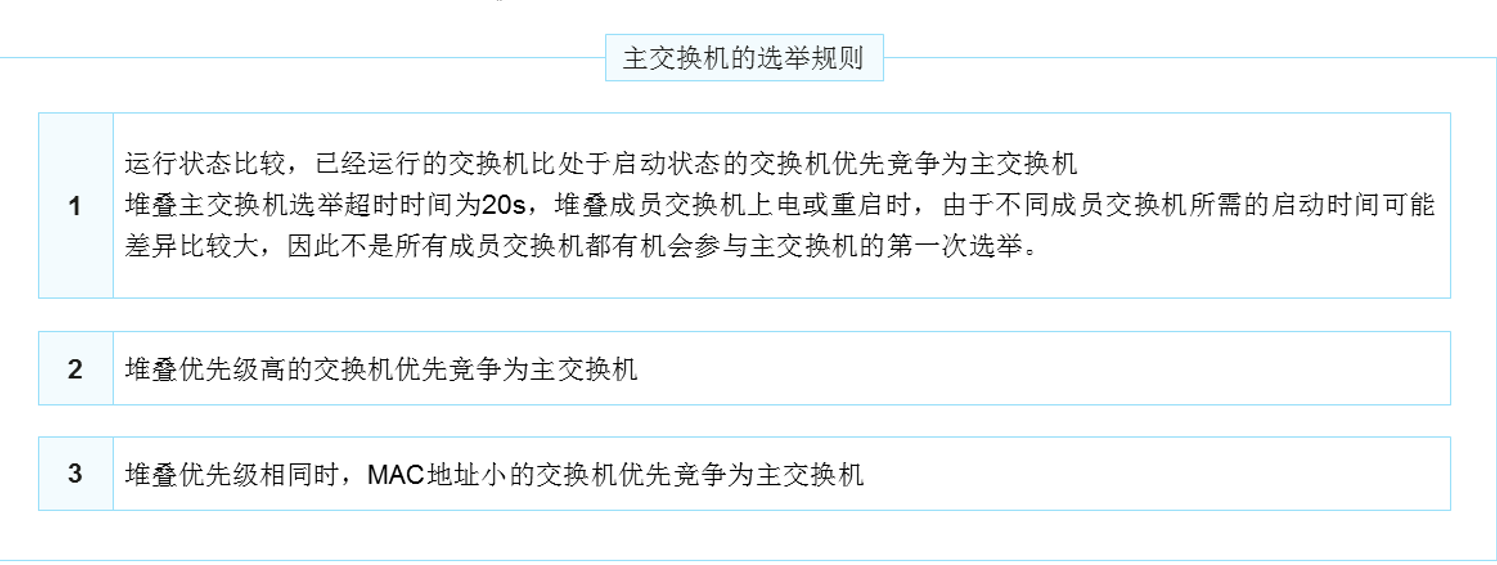 主交换机的选举规则
1
运行状态比较，已经运行的交换机比处于启动状态的交换机优先竞争为主交换机
堆叠主交换机选举超时时间为20s，堆叠成员交换机上电或重启时，由于不同成员交换机所需的启动时间可能
差异比较大，因此不是所有成员交换机都有机会参与主交换机的第一次选举。
2
堆叠优先级高的交换机优先竞争为主交换机
3
堆叠优先级相同时，MAC地址小的交换机优先竞争为主交换机